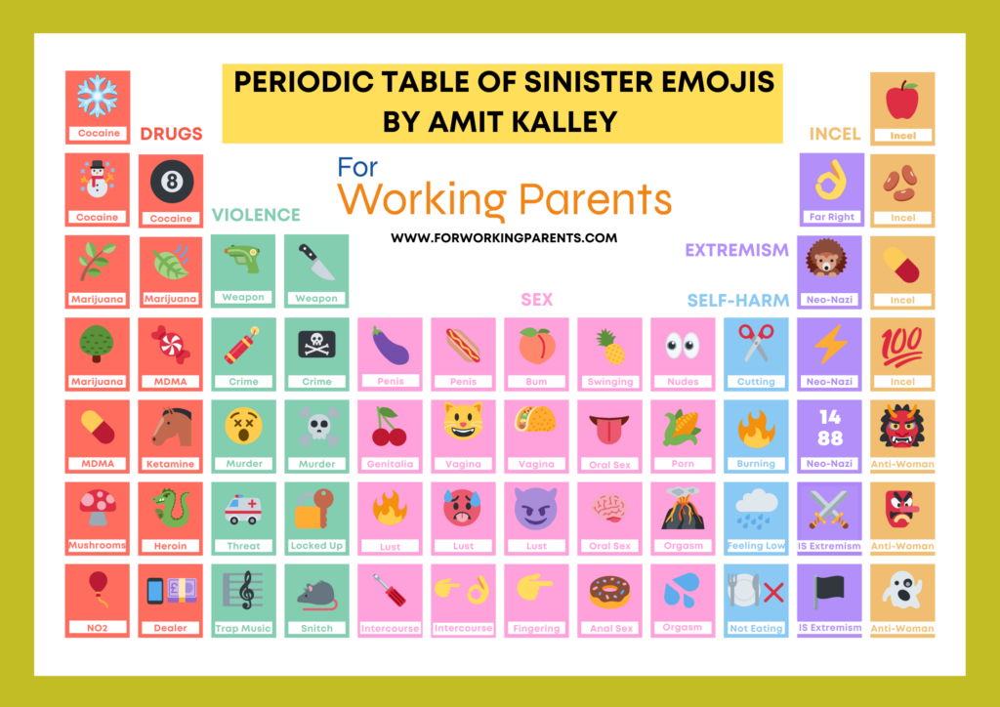 PERIODIC TABLE OF SINISTER EMOJIS
BY AMIT KALLEY
Cocaine
DRUGS
INCEL
Incel
For
Working Parents
WWW.FORWORKINGPARENTS.COM
Cocaine
8
Cocaine
VIOLENCE
Far Right
Incel
EXTREMISM
Marijuana
Marijuana
Weapon
Weapon
SEX
SELF-HARM
Neo-Nazi
Incel
100
Marijuana
MDMA
Crime
Crime
Penis
Penis
Bum
Swinging
Nudes
Cutting
Neo-Nazi
Incel
14
88
MDMA
Ketamine
Murder
Murder
Genitalia
Vagina
Vagina
Oral Sex
Porn
Burning
Neo-Nazi
Anti-Woman
Mushrooms
Heroin
Threat
Locked Up
Lust
Lust
Lust
Oral Sex
Orgasm
Feeling Low
IS Extremism
Anti-Woman
£
NO2
Dealer
Trap Music
Snitch
Intercourse
Intercourse
Fingering
Anal Sex
Orgasm
Not Eating
IS Extremism
Anti-Woman